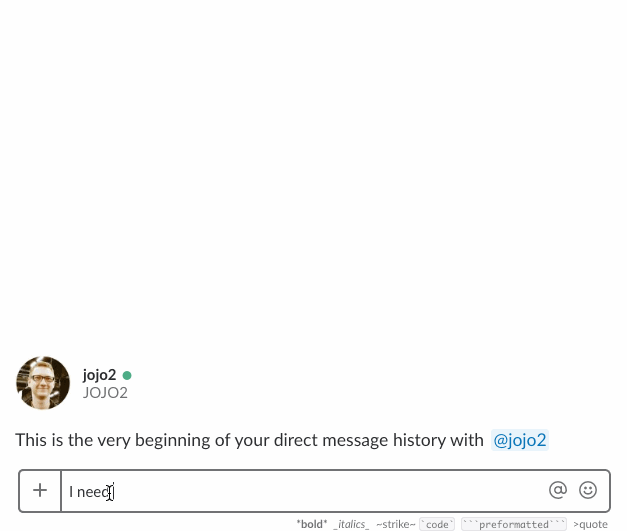 jojo2
JOJO2
This is the very beginning of your direct message history with @jojo2
I need
*bold* _italics_ ~strike~ `code` ```preformatted``` >quote